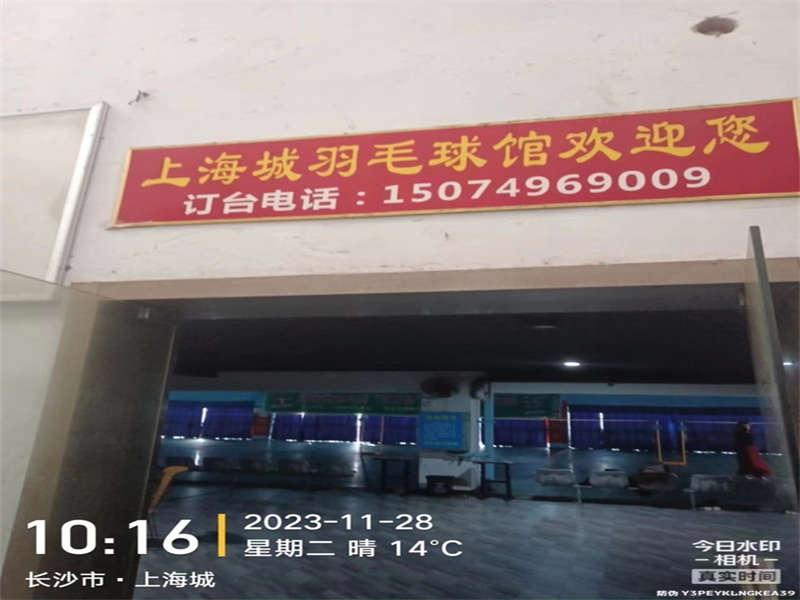 上海城羽毛球馆欢迎您
订台电话：15074969009
10:16
2023-11-28
星期二 晴 14°C
长沙市·上海城
今日水印
-相机-
真实时间
防伪 Y3PEYKLNGKEA39